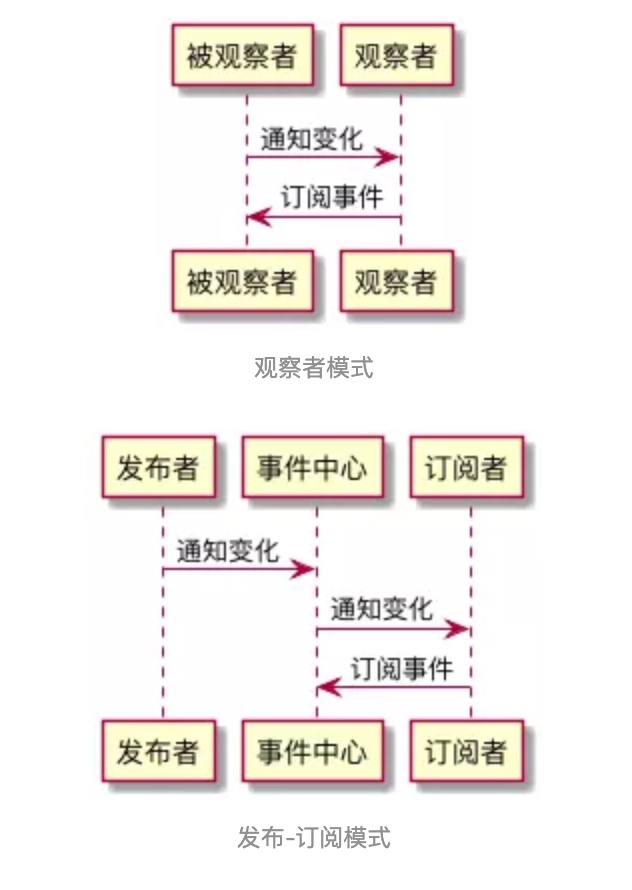 被观察者 观察者
通知变化
订阅事件
被观察者 观察者
观察者模式
发布者 事件中心 订阅者
通知变化
通知变化
订阅事件
发布者 事件中心 订阅者
发布-订阅模式